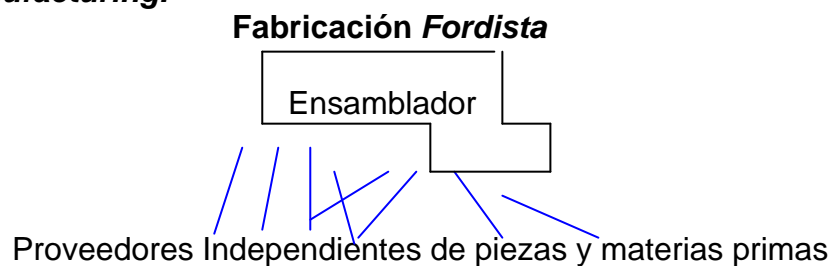 Fabricación Fordista
Ensamblador
Proveedores Independientes de piezas y materias primas